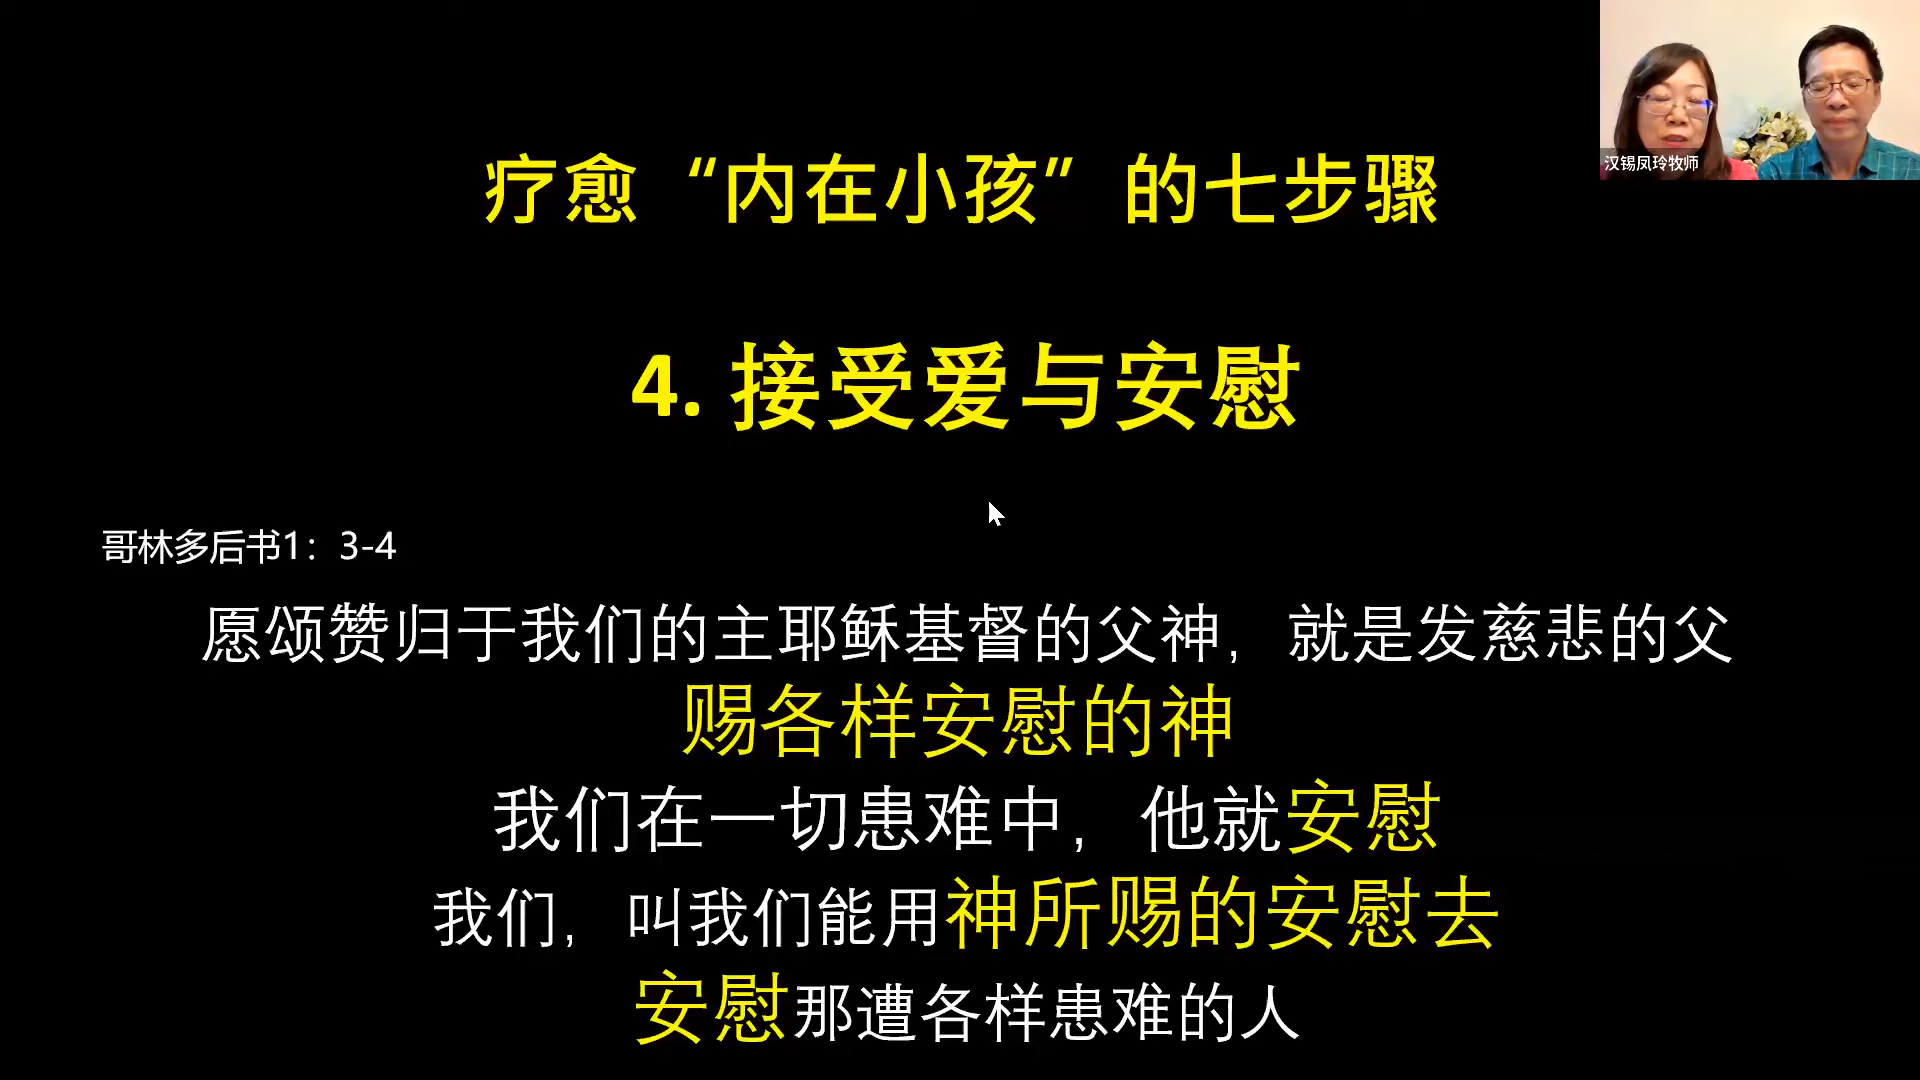 疗愈“内在小孩”的七步骤
汉锡凤玲牧师
4. 接受爱与安慰
哥林多后书1：3-4
愿颂赞归于我们的主耶稣基督的父神，就是发慈悲的父
赐各样安慰的神
我们在一切患难中，他就安慰
我们，叫我们能用神所赐的安慰去
安慰那遭各样患难的人